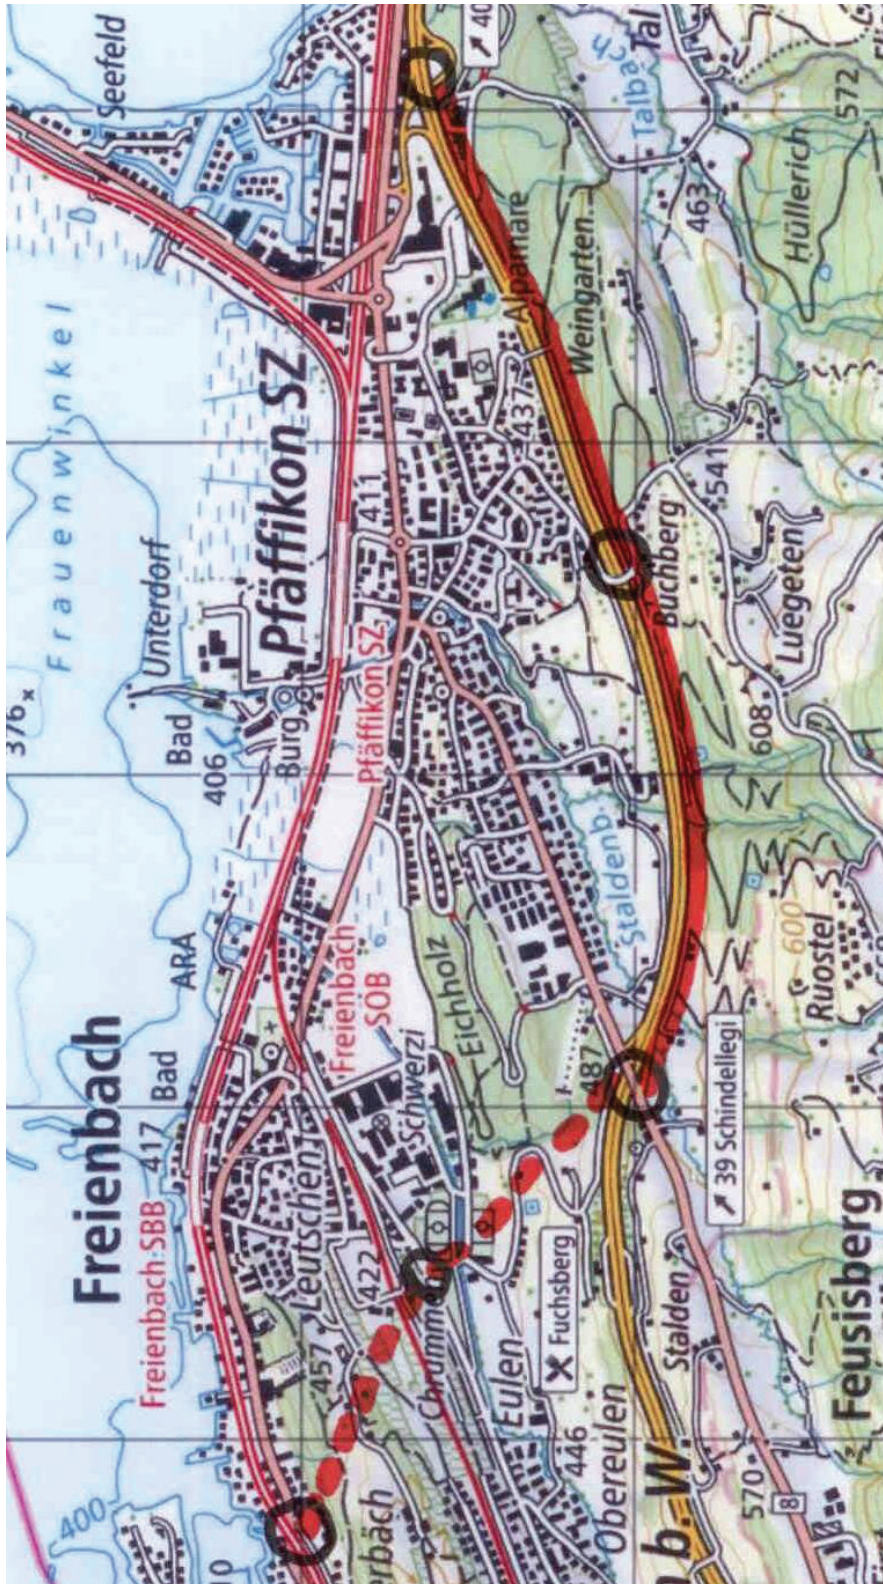 Seefeld
40
Tal
Talbach
572
Hüllerich
463
Alpamare
Weingarten
Frauenwinkel
Pfäffikon SZ
437
411
541
Buchberg
Luegeten
Unterdorf
376
Bad
406
Burg
Pfäffikon SZ
608
Staldenb.
ARA
Freienbach
SOB
Eichholz
600
Ruostel
Freienbach
417
Bad
Schwerzi
487
39 Schindellegi
Freienbach SBB
Leutschen
422
Fuchsberg
Feusisberg
457
Chrummen
Eulen
Stalden
446
Obereulen
400
570
8
b. W